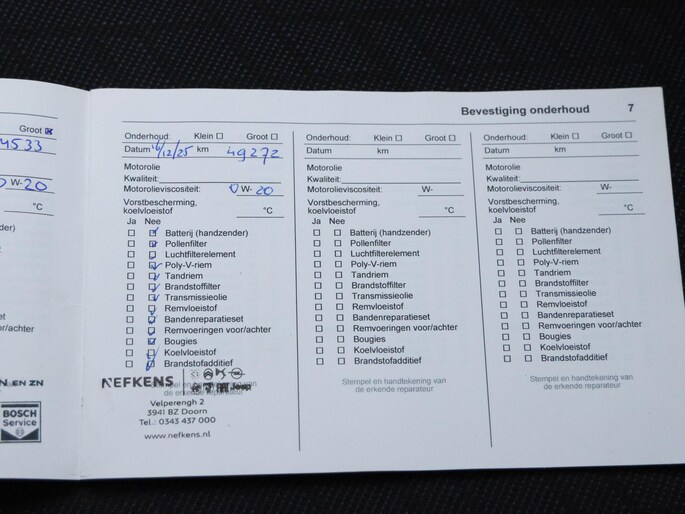 Bevestiging onderhoud 7
Groot
4533
W-20
°C
der)
et
or/achter
N EN ZN
BOSCH
Service
Onderhoud: Klein Groot
Datum 16/12/25 km 49272
Motorolie
Kwaliteit:
Motorolieviscositeit: 0 W-20
Vorstbescherming,
koelvloeistof °C
Ja Nee
Batterij (handzender)
Pollenfilter
Luchtfilterelement
Poly-V-riem
Tandriem
Brandstoffilter
Transmissieolie
Remvloeistof
Bandenreparatieset
Remvoeringen voor/achter
Bougies
Koelvloeistof
Brandstofadditief
NEFKENS
Velperengh 2
3941 BZ Doorn
Tel.: 0343 437 000
www.nefkens.nl
Onderhoud: Klein Groot
Datum km
Motorolie
Kwaliteit:
Motorolieviscositeit: W-
Vorstbescherming,
koelvloeistof °C
Ja Nee
Batterij (handzender)
Pollenfilter
Luchtfilterelement
Poly-V-riem
Tandriem
Brandstoffilter
Transmissieolie
Remvloeistof
Bandenreparatieset
Remvoeringen voor/achter
Bougies
Koelvloeistof
Brandstofadditief
Stempel en handtekening van
de erkende reparateur
Onderhoud: Klein Groot
Datum km
Motorolie
Kwaliteit:
Motorolieviscositeit: W-
Vorstbescherming,
koelvloeistof °C
Ja Nee
Batterij (handzender)
Pollenfilter
Luchtfilterelement
Poly-V-riem
Tandriem
Brandstoffilter
Transmissieolie
Remvloeistof
Bandenreparatieset
Remvoeringen voor/achter
Bougies
Koelvloeistof
Brandstofadditief
Stempel en handtekening van
de erkende reparateur